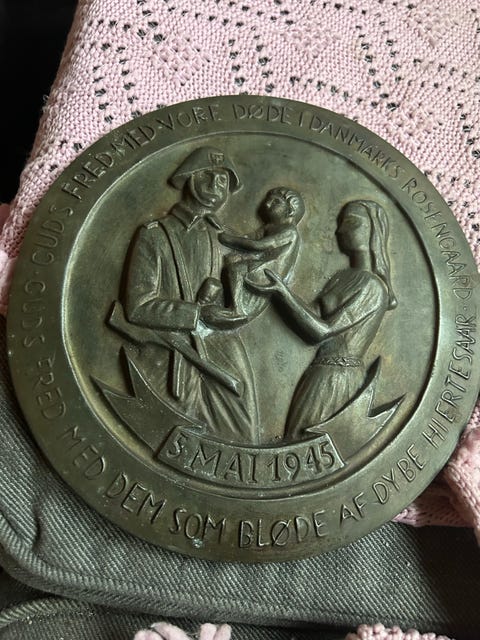 GUDS FRED MED VORE DØDE I DANMARKS ROSENGAARD · GUDS FRED MED DEM SOM BLØDE AF DYBE HJERTESAAR ·
5·MAI 1945